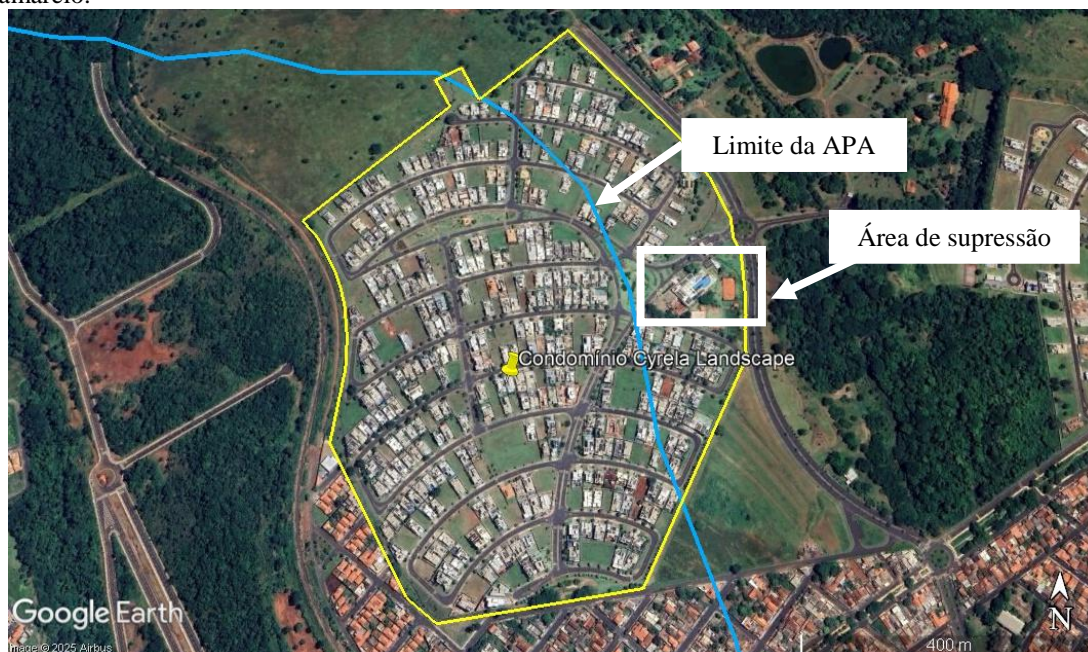 amarelo.
Limite da APA
Área de supressão
Condomínio Cyrela Landscape
Google Earth
Image © 2025 Airbus
400 m
N